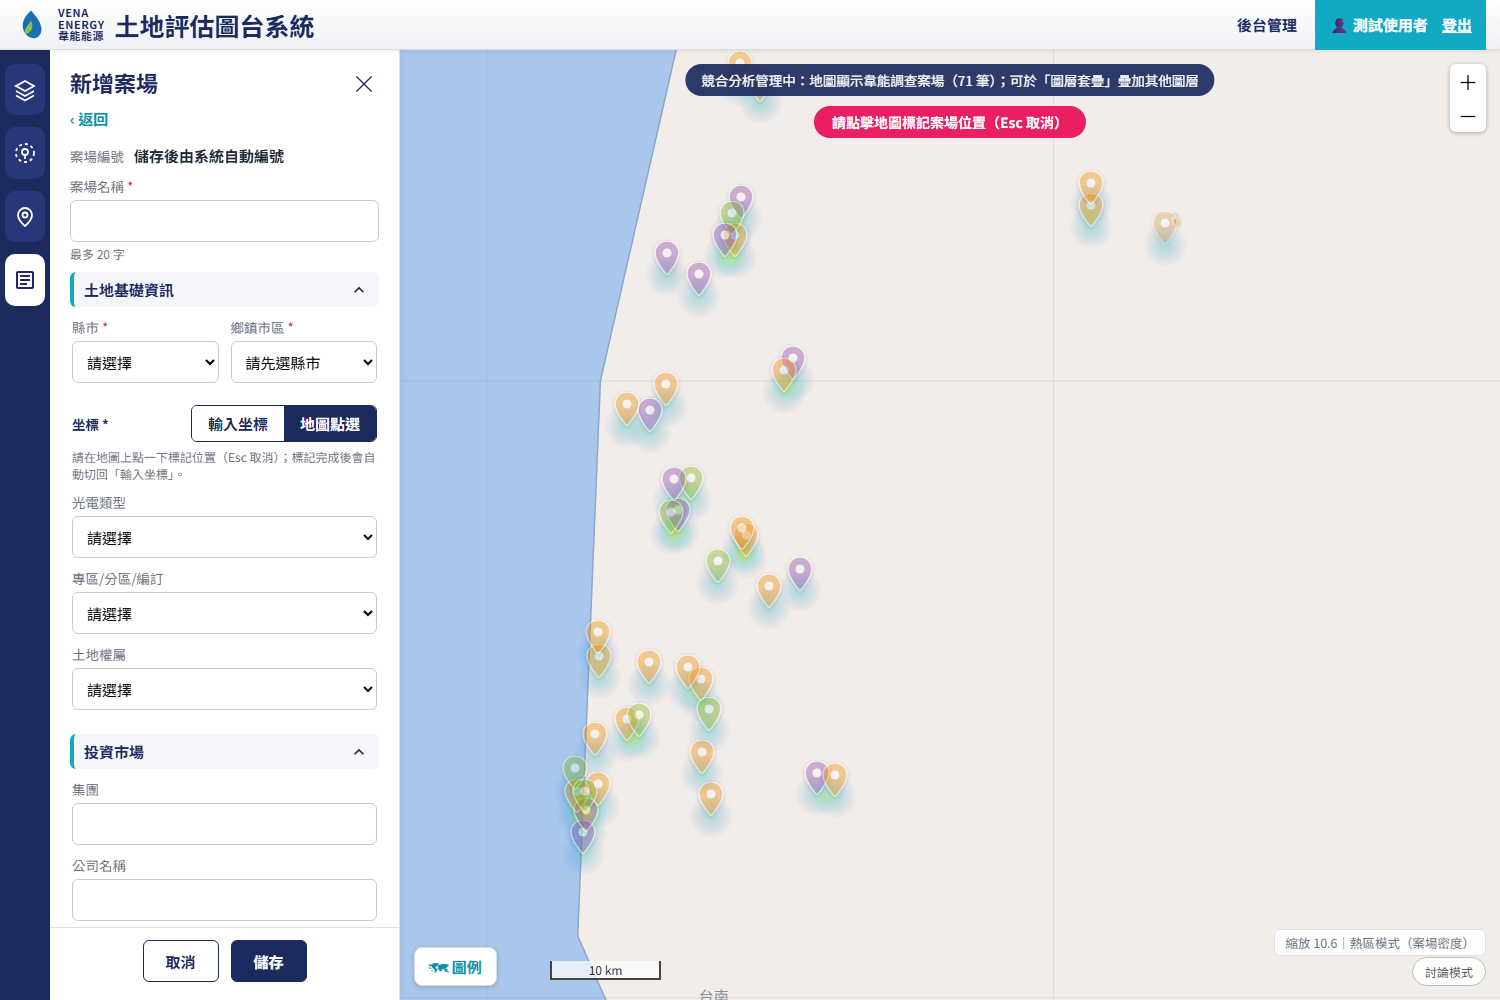 VENA
ENERGY
韋能能源
土地評估圖台系統
後台管理
測試使用者
登出
新增案場
‹ 返回
案場編號 儲存後由系統自動編號
案場名稱 *
最多 20 字
土地基礎資訊
縣市 * 鄉鎮市區 *
請選擇 請先選縣市
坐標 * 輸入坐標 地圖點選
請在地圖上點一下標記位置（Esc 取消）；標記完成後會自
動切回「輸入坐標」。
光電類型
請選擇
專區/分區/編訂
請選擇
土地權屬
請選擇
投資市場
集團
公司名稱
取消 儲存
競合分析管理中：地圖顯示韋能調查案場（71 筆）；可於「圖層套疊」疊加其他圖層
請點擊地圖標記案場位置（Esc 取消）
+
−
圖例
10 km
台南
縮放 10.6｜熱區模式（案場密度）
討論模式